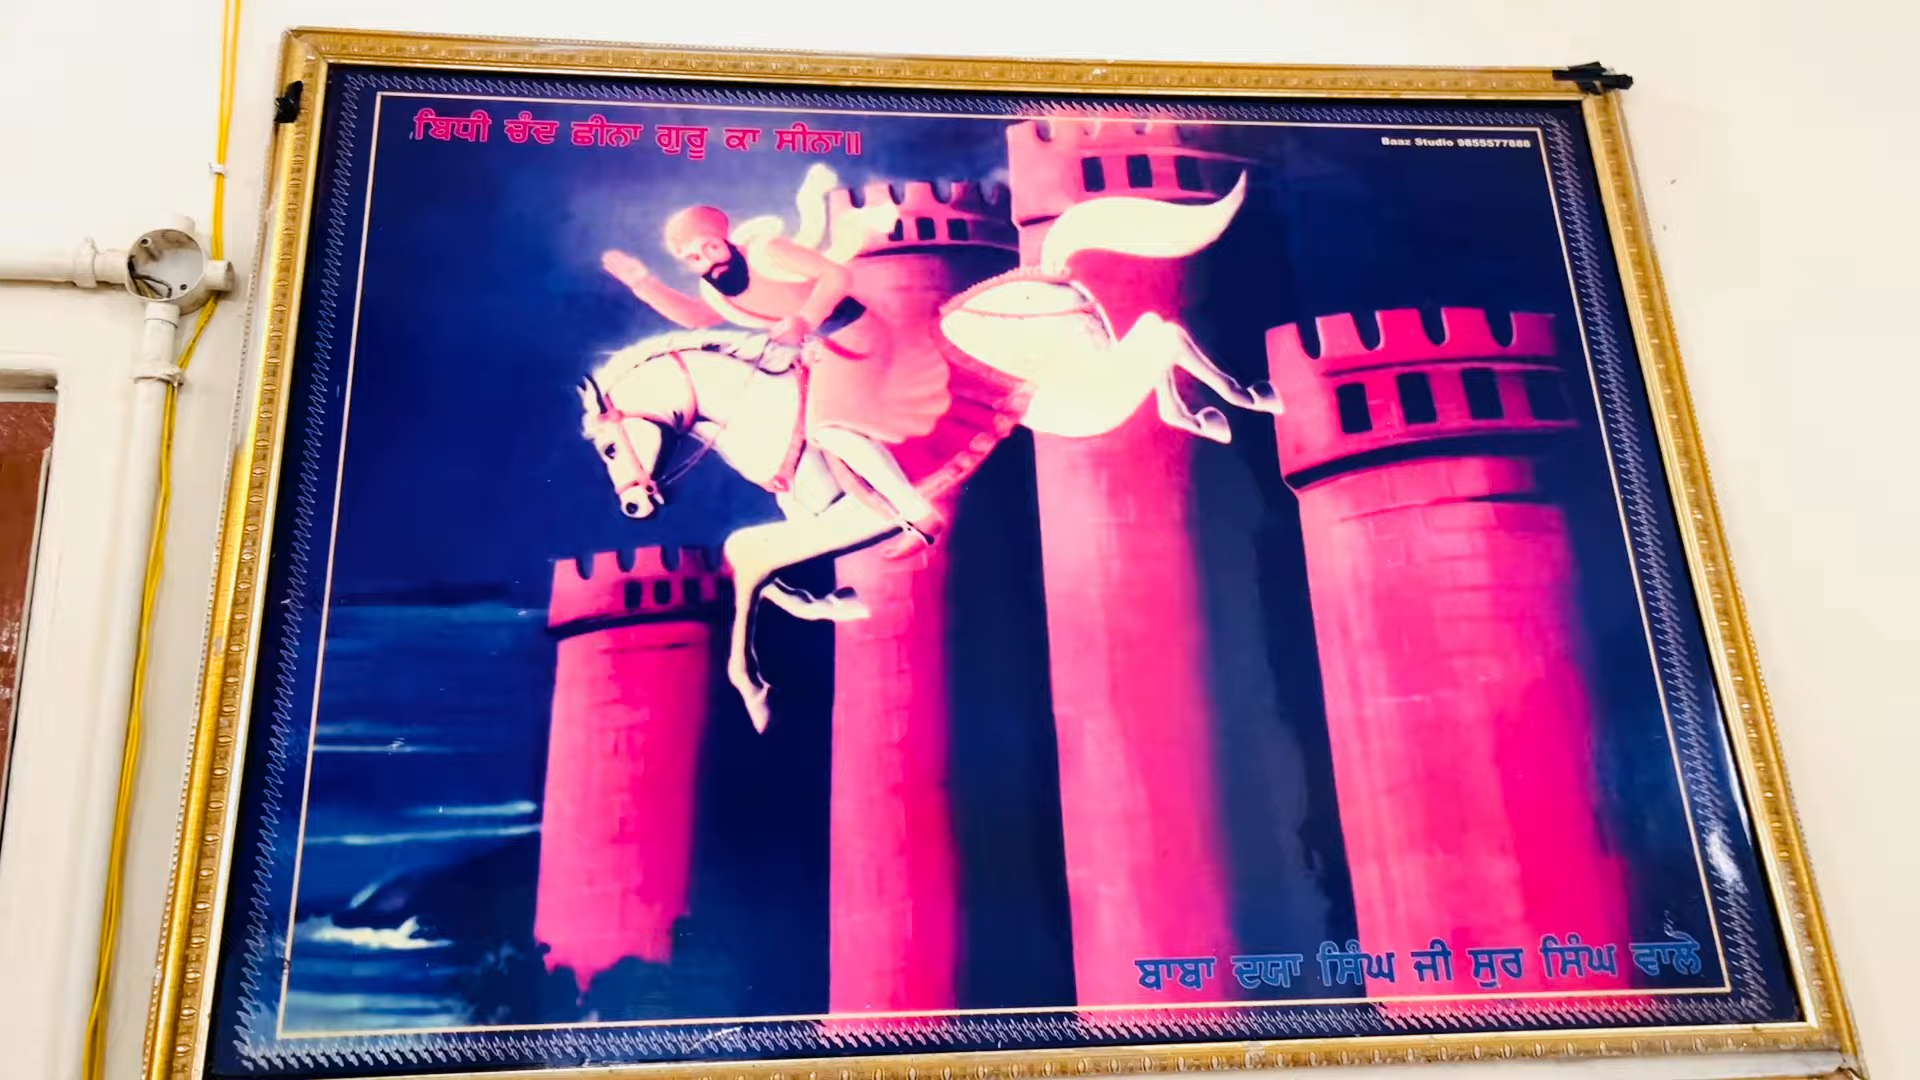 ਬਿਧੀ ਚੰਦ ਛੀਨਾ ਗੁਰੂ ਕਾ ਸੀਨਾ॥
Baaz Studio 9855577888
ਬਾਬਾ ਦਯਾ ਸਿੰਘ ਜੀ ਸੁਰ ਸਿੰਘ ਵਾਲੇ